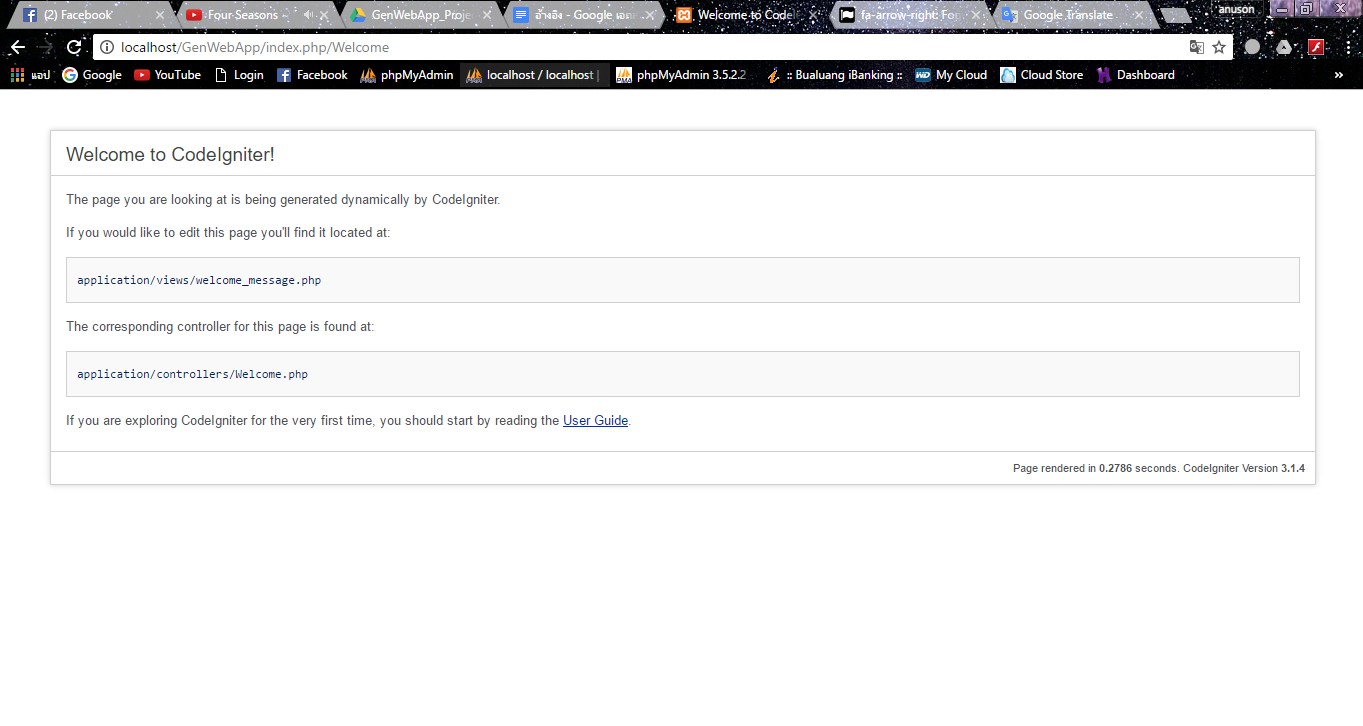 (2) Facebook
Four Seasons -
GenWebApp_Proje
อ้างอิง - Google เอก
Welcome to CodeI
fa-arrow-right: Fo
Google Translate
anuson
localhost/GenWebApp/index.php/Welcome
แอป
Google
YouTube
Login
Facebook
phpMyAdmin
localhost / localhost |
phpMyAdmin 3.5.2.2
:: Bualuang iBanking ::
My Cloud
Cloud Store
Dashboard
»
Welcome to CodeIgniter!
The page you are looking at is being generated dynamically by CodeIgniter.
If you would like to edit this page you'll find it located at:
application/views/welcome_message.php
The corresponding controller for this page is found at:
application/controllers/Welcome.php
If you are exploring CodeIgniter for the very first time, you should start by reading the User Guide.
Page rendered in 0.2786 seconds. CodeIgniter Version 3.1.4